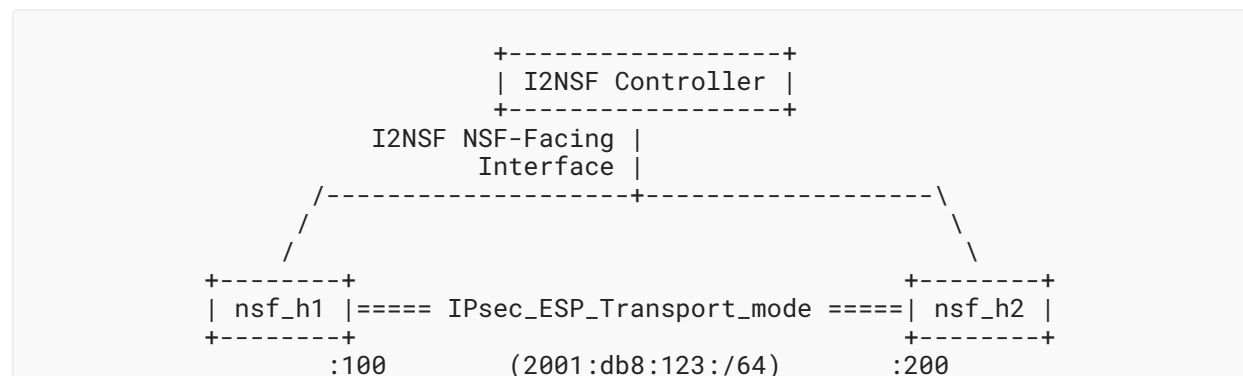 +------------------+
| I2NSF Controller |
+------------------+
I2NSF NSF-Facing |
Interface |
/--------------------+-------------------\
/ \
/ \
+--------+ +--------+
| nsf_h1 |===== IPsec_ESP_Transport_mode =====| nsf_h2 |
+--------+ +--------+
:100 (2001:db8:123:/64) :200